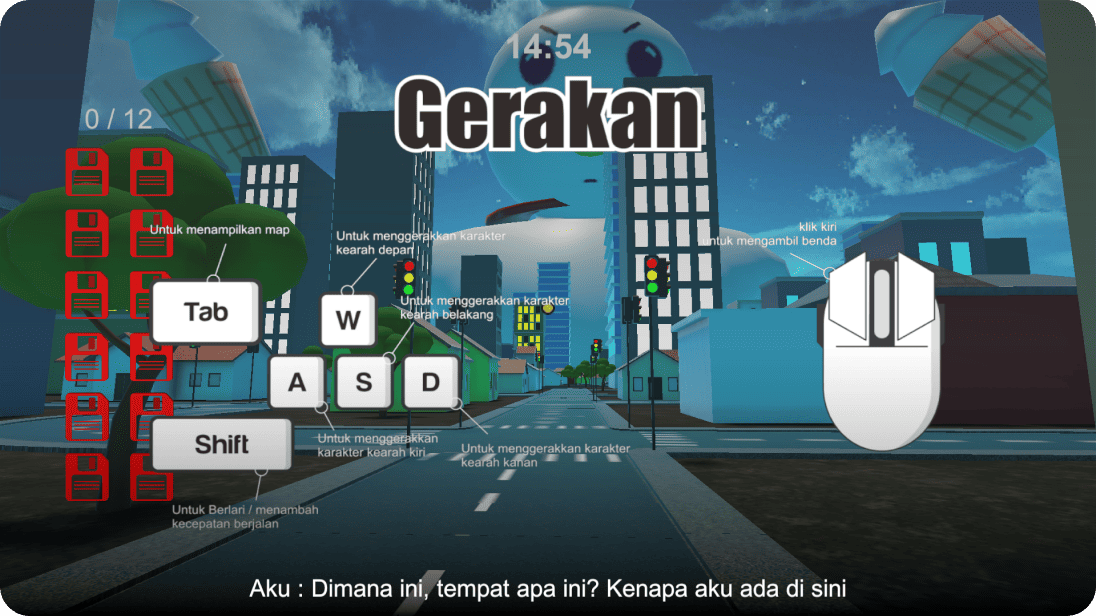 14:54
Gerakan
0 / 12
Untuk menampilkan map
Tab
Untuk menggerakkan karakter
kearah depan
W
Untuk menggerakkan karakter
kearah belakang
A
S
D
klik kiri
untuk mengambil benda
Shift
Untuk menggerakkan
karakter kearah kiri
Untuk menggerakkan karakter
kearah kanan
Untuk Berlari / menambah
kecepatan berjalan
Aku : Dimana ini, tempat apa ini? Kenapa aku ada di sini